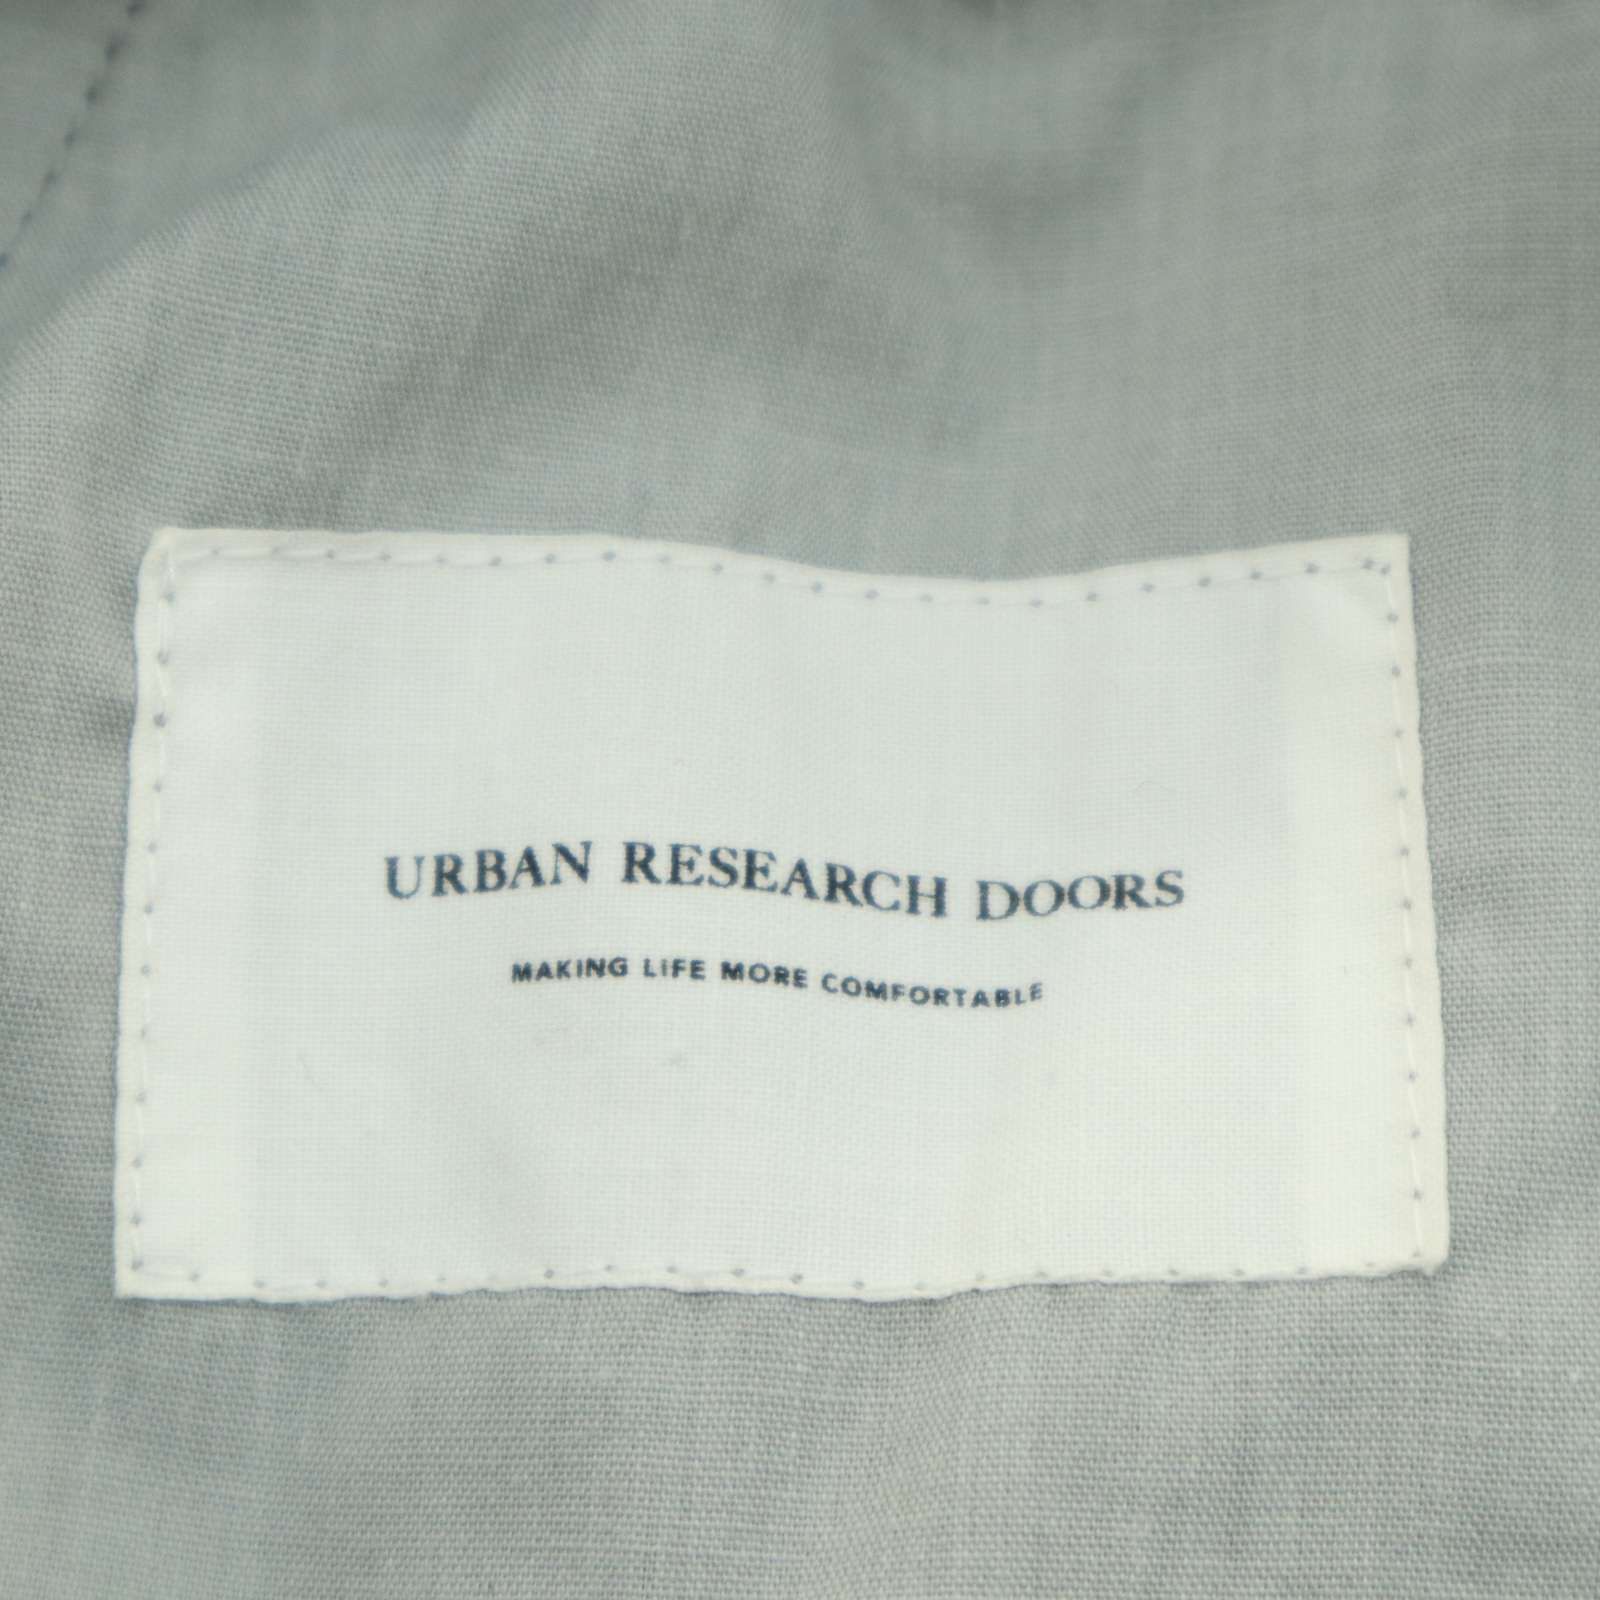 URBAN RESEARCH DOORS
MAKING LIFE MORE COMFORTABLE